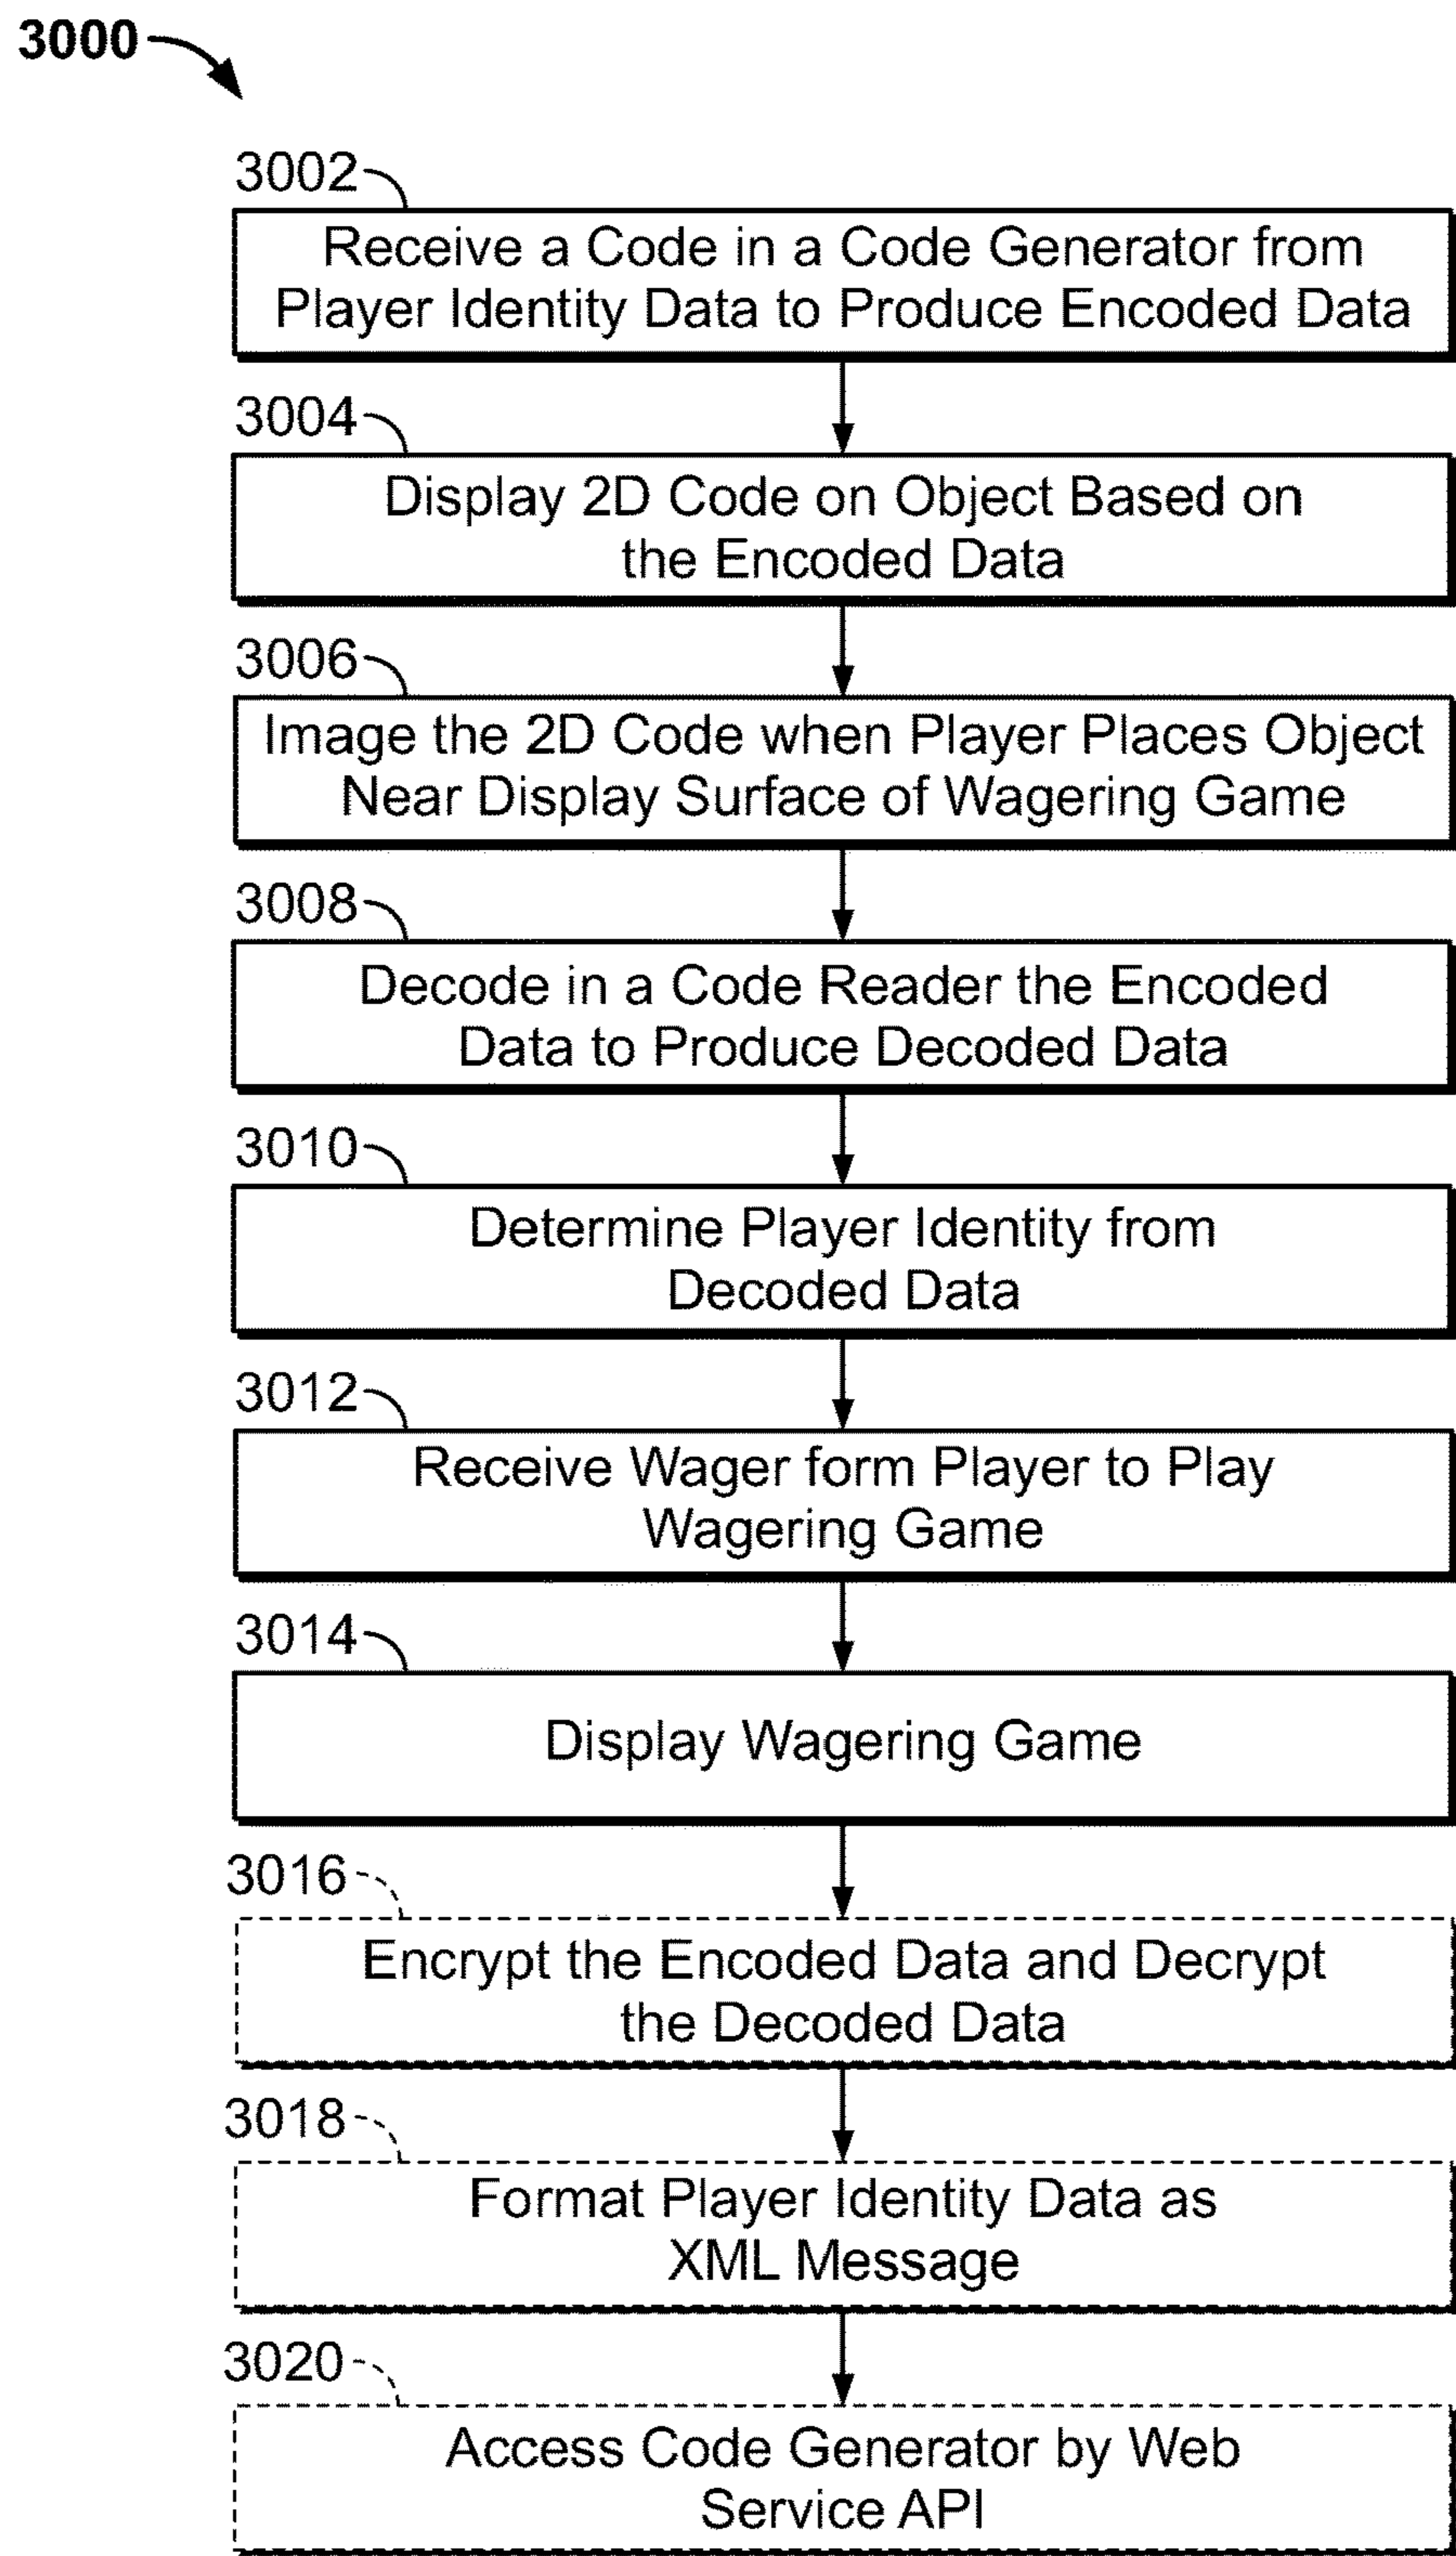 3000
3002
Receive a Code in a Code Generator from
Player Identity Data to Produce Encoded Data
3004
Display 2D Code on Object Based on
the Encoded Data
3006
Image the 2D Code when Player Places Object
Near Display Surface of Wagering Game
3008
Decode in a Code Reader the Encoded
Data to Produce Decoded Data
3010
Determine Player Identity from
Decoded Data
3012
Receive Wager form Player to Play
Wagering Game
3014
Display Wagering Game
3016
Encrypt the Encoded Data and Decrypt
the Decoded Data
3018
Format Player Identity Data as
XML Message
3020
Access Code Generator by Web
Service API